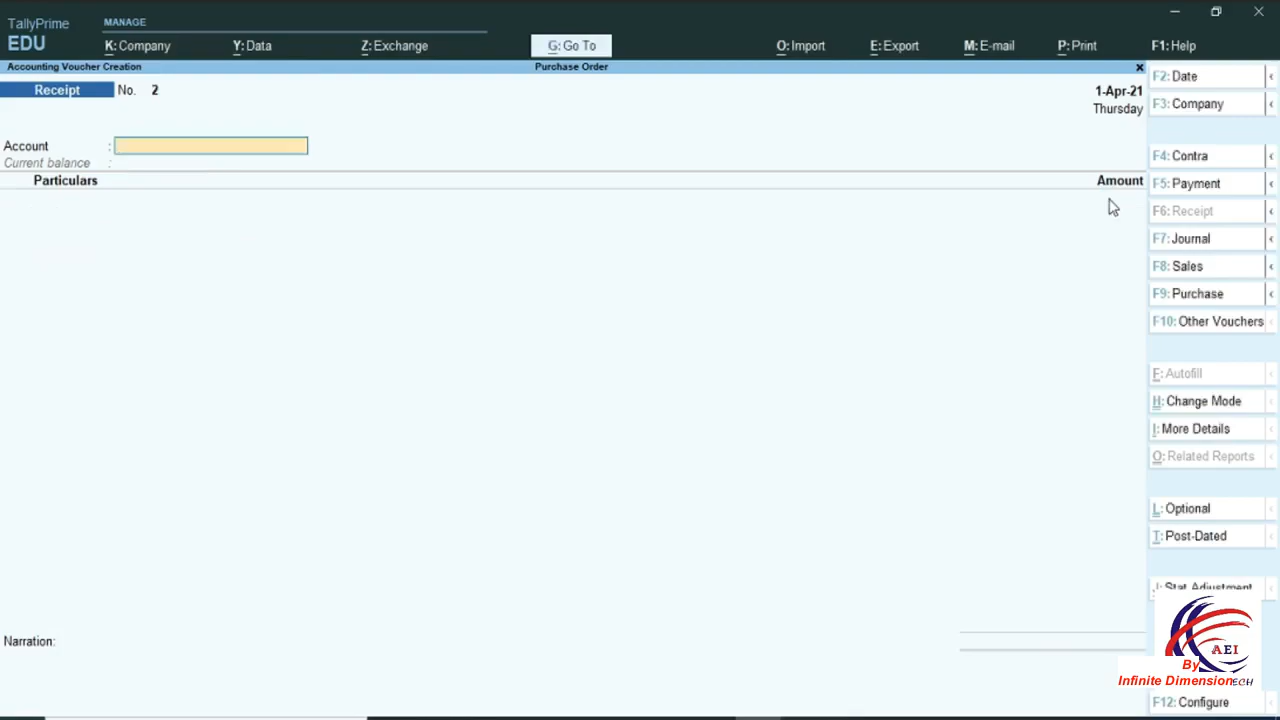 TallyPrime
EDU
MANAGE
K: Company
Y: Data
Z: Exchange
G: Go To
O: Import
E: Export
M: E-mail
P: Print
F1: Help
Accounting Voucher Creation
Purchase Order
x
Receipt No. 2
1-Apr-21
Thursday
Account :
Current balance :
Particulars
Amount
F2: Date
F3: Company
F4: Contra
F5: Payment
F6: Receipt
F7: Journal
F8: Sales
F9: Purchase
F10: Other Vouchers
F: Autofill
H: Change Mode
I: More Details
O: Related Reports
L: Optional
T: Post-Dated
J: Stat Adjustment
Narration:
AEI
By
Infinite Dimension
ECH
F12: Configure